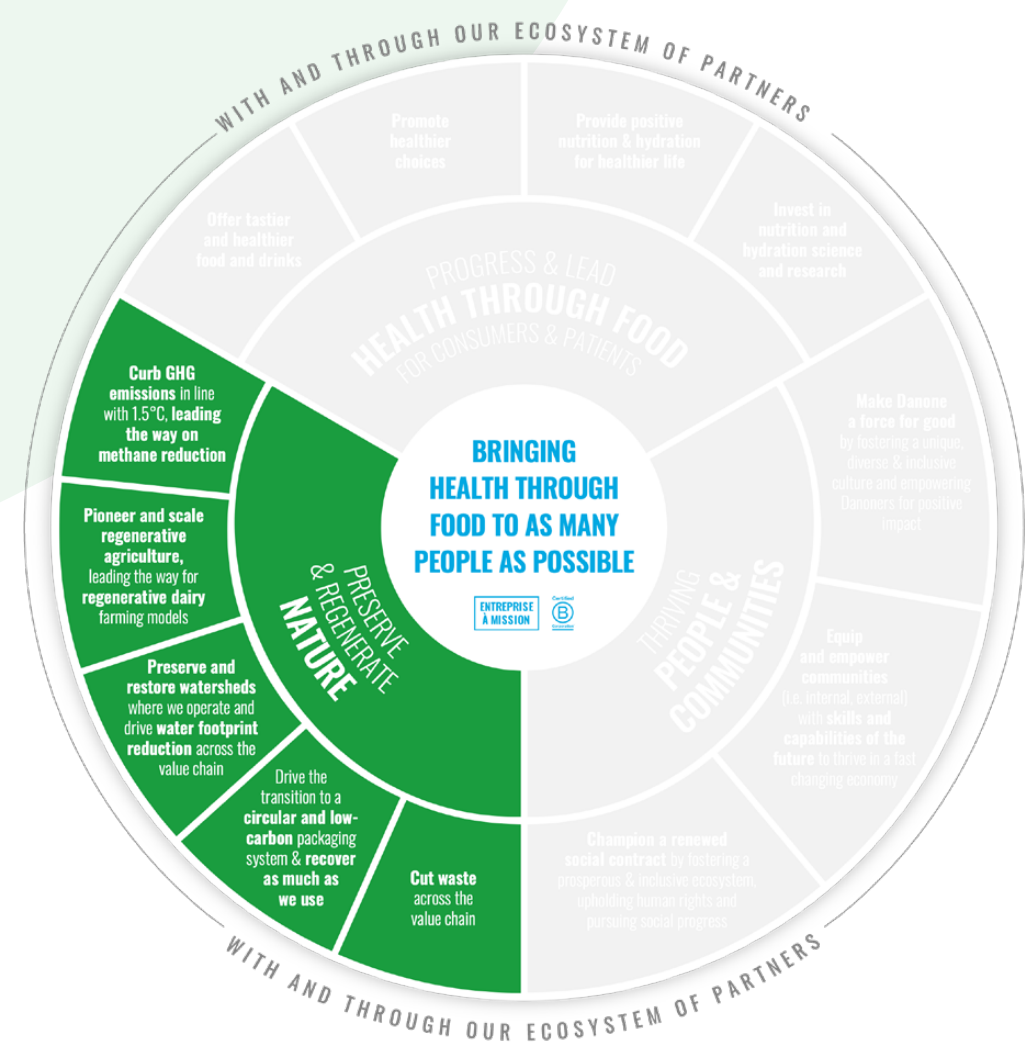 WITH AND THROUGH OUR ECOSYSTEM OF PARTNERS
Promote
healthier
choices
Provide positive
nutrition & hydration
for healthier life
Offer tastier
and healthier
food and drinks
Invest in
nutrition and
hydration science
and research
PROGRESS & LEAD
HEALTH THROUGH FOOD
FOR CONSUMERS & PATIENTS
Curb GHG
emissions in line
with 1.5°C, leading
the way on
methane reduction
Pioneer and scale
regenerative
agriculture,
leading the way for
regenerative dairy
farming models
Preserve and
restore watersheds
where we operate and
drive water footprint
reduction across the
value chain
Drive the
transition to a
circular and low-
carbon packaging
system & recover
as much as
we use
Cut waste
across the
value chain
PRESERVE
& REGENERATE
NATURE
BRINGING
HEALTH THROUGH
FOOD TO AS MANY
PEOPLE AS POSSIBLE
ENTREPRISE
À MISSION
Certified
B
Corporation
THRIVING
PEOPLE &
COMMUNITIES
Make Danone
a force for good
by fostering a unique,
diverse & inclusive
culture and empowering
Danoners for positive
impact
Equip
and empower
communities
(i.e. internal, external)
with skills and
capabilities of the
future to thrive in a fast
changing economy
Champion a renewed
social contract by fostering a
prosperous & inclusive ecosystem,
upholding human rights and
pursuing social progress
WITH AND THROUGH OUR ECOSYSTEM OF PARTNERS